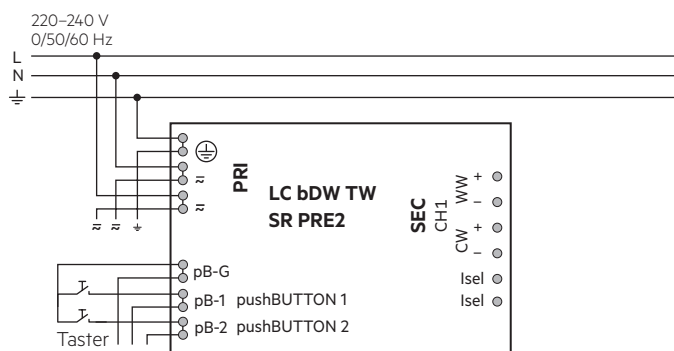 220–240 V
0/50/60 Hz
L
N
PRI
LC bDW TW
SR PRE2
SEC
CH1
WW
+
–
CW
+
–
Isel
Isel
pB-G
pB-1 pushBUTTON 1
pB-2 pushBUTTON 2
Taster